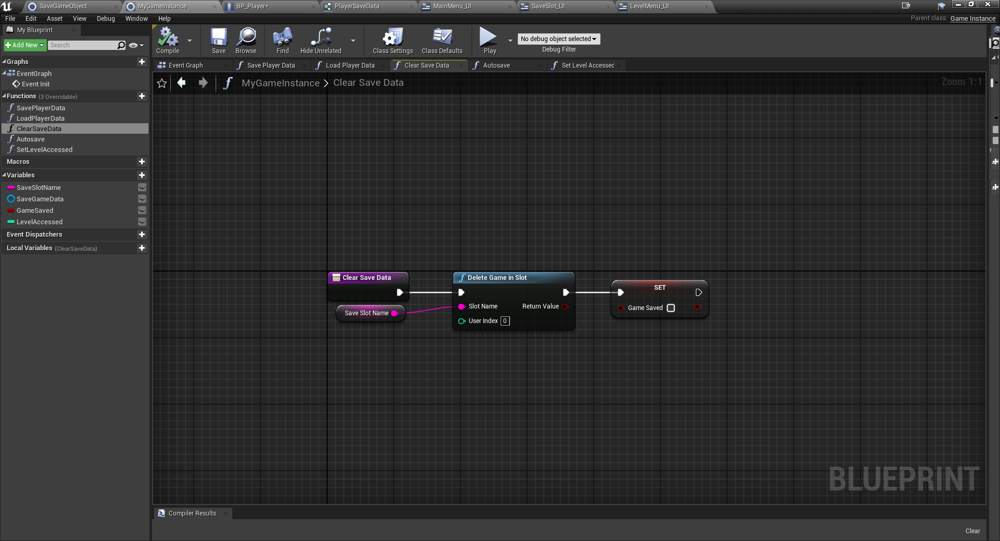 SaveGameObject
MyGameInstance
BP_Player*
PlayerSaveData
MainMenu_UI
SaveSlot_UI
LevelMenu_UI
File Edit Asset View Debug Window Help
Parent class: Game Instance
My Blueprint
Add New
Search
Graphs
EventGraph
Event Init
Functions (3 Overridable)
SavePlayerData
LoadPlayerData
ClearSaveData
Autosave
SetLevelAccessed
Macros
Variables
SaveSlotName
SaveGameData
GameSaved
LevelAccessed
Event Dispatchers
Local Variables (ClearSaveData)
Compile
Save
Browse
Find
Hide Unrelated
Class Settings
Class Defaults
Play
No debug object selected
Debug Filter
Event Graph
Save Player Data
Load Player Data
Clear Save Data
Autosave
Set Level Accessed
MyGameInstance > Clear Save Data
Zoom 1:1
Clear Save Data
Save Slot Name
Delete Game in Slot
Slot Name
Return Value
User Index 0
SET
Game Saved
BLUEPRINT
Compiler Results
Clear